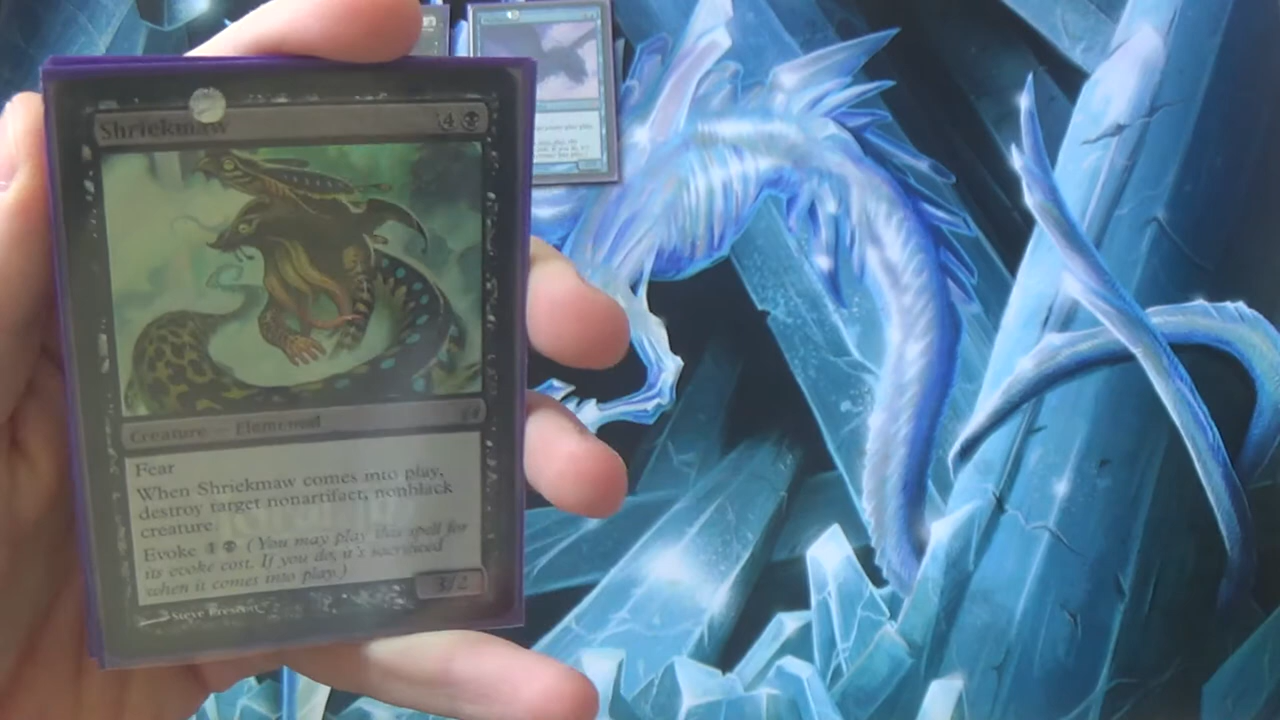 Shriekmaw 4
Creature — Elemental
Fear
When Shriekmaw comes into play,
destroy target nonartifact, nonblack
creature.
Evoke 1 (You may play this spell for
its evoke cost. If you do, it's sacrificed
when it comes into play.)
3/2
Steve Prescott